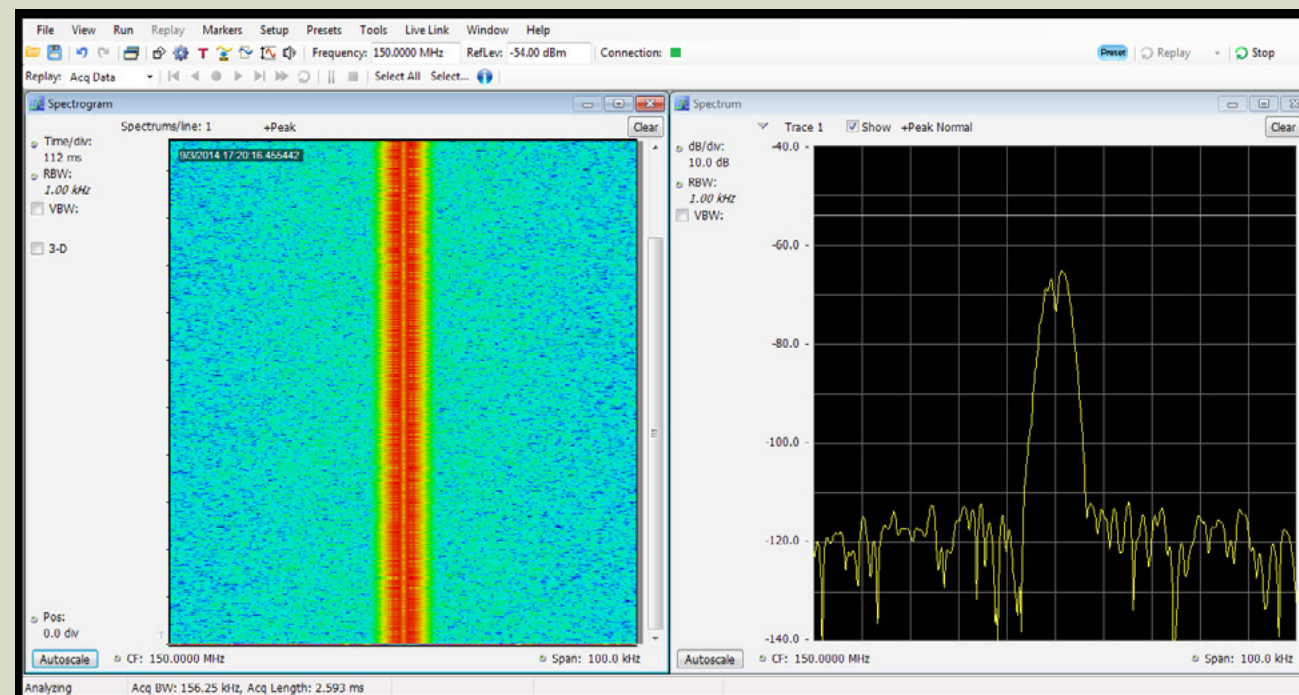 File View Run Replay Markers Setup Presets Tools Live Link Window Help
Frequency: 150.0000 MHz RefLev: -54.00 dBm Connection: Preset Replay Stop
Replay: Acq Data Select All Select...
Spectrogram
Spectrums/line: 1 +Peak Clear
Time/div:
112 ms
RBW:
1.00 kHz
VBW:
3-D
9/3/2014 17:20:16.455442
Pos:
0.0 div
T
Autoscale CF: 150.0000 MHz Span: 100.0 kHz
Spectrum
Trace 1 Show +Peak Normal Clear
dB/div:
10.0 dB
RBW:
1.00 kHz
VBW:
-40.0
-60.0
-80.0
-100.0
-120.0
-140.0
Autoscale CF: 150.0000 MHz Span: 100.0 kHz
Analyzing Acq BW: 156.25 kHz, Acq Length: 2.593 ms